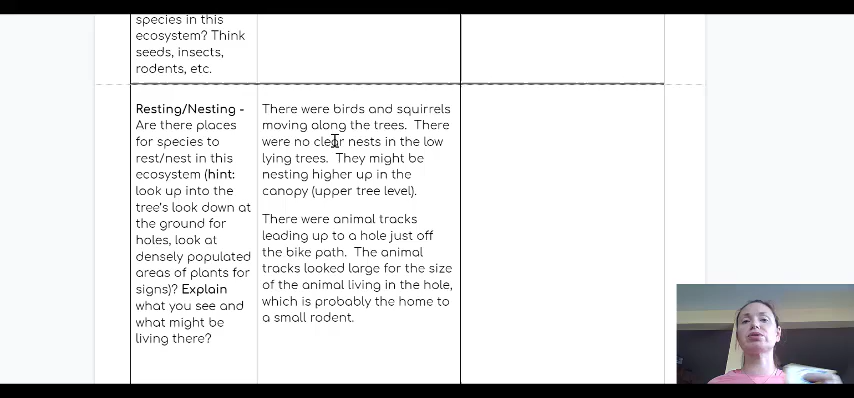 species in this
ecosystem? Think
seeds, insects,
rodents, etc.
Resting/Nesting -
Are there places
for species to
rest/nest in this
ecosystem (hint:
look up into the
tree's look down at
the ground for
holes, look at
densely populated
areas of plants for
signs)? Explain
what you see and
what might be
living there?
There were birds and squirrels
moving along the trees. There
were no clear nests in the low
lying trees. They might be
nesting higher up in the
canopy (upper tree level).
There were animal tracks
leading up to a hole just off
the bike path. The animal
tracks looked large for the size
of the animal living in the hole,
which is probably the home to
a small rodent.